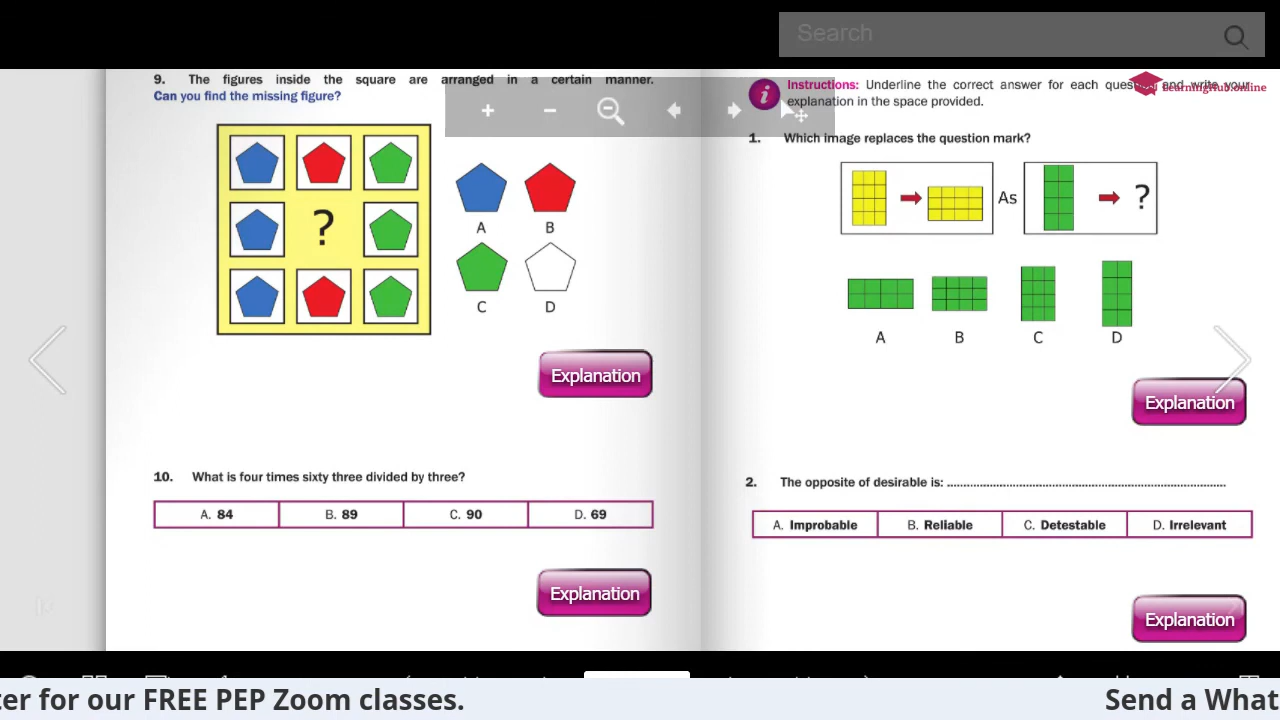 Search
9. The figures inside the square are arranged in a certain manner.
Can you find the missing figure?
?
A
B
C
D
Explanation
10. What is four times sixty three divided by three?
A. 84
B. 89
C. 90
D. 69
Explanation
i
Instructions: Underline the correct answer for each question and write your
explanation in the space provided.
learningHub.online
1. Which image replaces the question mark?
As
?
A
B
C
D
Explanation
2. The opposite of desirable is: ....................................................................................
A. Improbable
B. Reliable
C. Detestable
D. Irrelevant
Explanation
ter for our FREE PEP Zoom classes.
Send a What